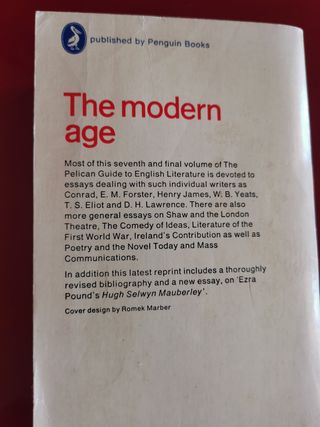 published by Penguin Books
The modern
age
Most of this seventh and final volume of The
Pelican Guide to English Literature is devoted to
essays dealing with such individual writers as
Conrad, E. M. Forster, Henry James, W. B. Yeats,
T. S. Eliot and D. H. Lawrence. There are also
more general essays on Shaw and the London
Theatre, The Comedy of Ideas, Literature of the
First World War, Ireland's Contribution as well as
Poetry and the Novel Today and Mass
Communications.
In addition this latest reprint includes a thoroughly
revised bibliography and a new essay, on 'Ezra
Pound's Hugh Selwyn Mauberley'.
Cover design by Romek Marber